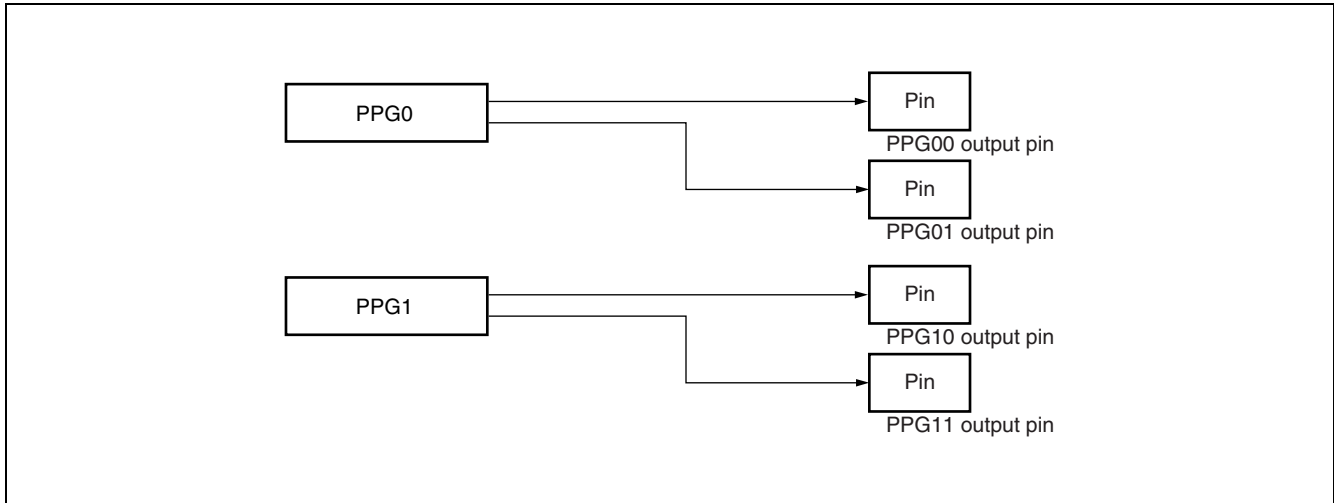 PPG0
Pin
PPG00 output pin
Pin
PPG01 output pin
PPG1
Pin
PPG10 output pin
Pin
PPG11 output pin